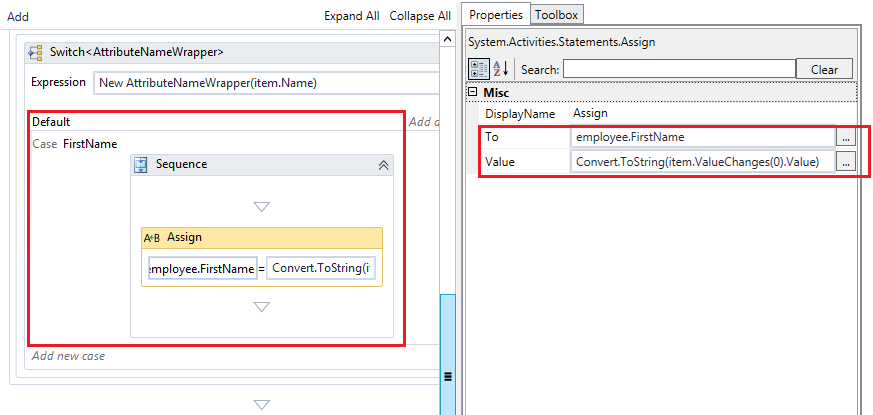 Add
Expand All Collapse All
Switch<AttributeNameWrapper>
Expression New AttributeNameWrapper(item.Name)
Default
Add a
Case FirstName
Sequence
A+B Assign
employee.FirstName = Convert.ToString(i
Add new case
Properties Toolbox
System.Activities.Statements.Assign
A Z Search: Clear
Misc
DisplayName Assign
To employee.FirstName ...
Value Convert.ToString(item.ValueChanges(0).Value) ...